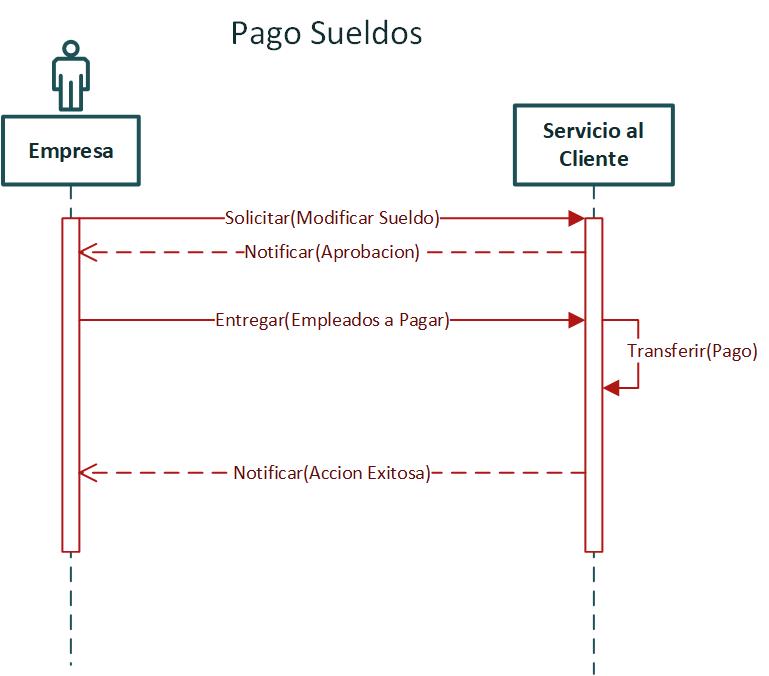 Pago Sueldos
Empresa
Servicio al
Cliente
Solicitar(Modificar Sueldo)
Notificar(Aprobacion)
Entregar(Empleados a Pagar)
Transferir(Pago)
Notificar(Accion Exitosa)